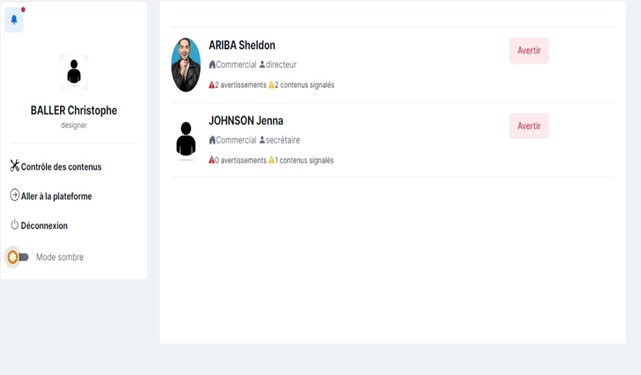 BALLER Christophe
designer
Contrôle des contenus
Aller à la plateforme
Déconnexion
Mode sombre
ARIBA Sheldon
Commercial directeur
2 avertissements 2 contenus signalés
Avertir
JOHNSON Jenna
Commercial secrétaire
0 avertissements 1 contenus signalés
Avertir